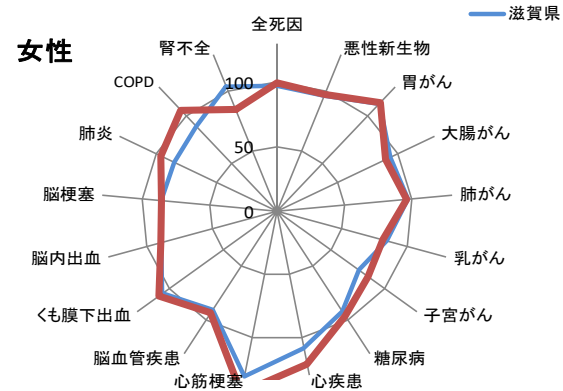 滋賀県
女性
全死因
悪性新生物
胃がん
大腸がん
肺がん
乳がん
子宮がん
糖尿病
心疾患
心筋梗塞
脳血管疾患
くも膜下出血
脳内出血
脳梗塞
肺炎
COPD
腎不全
100
50
0